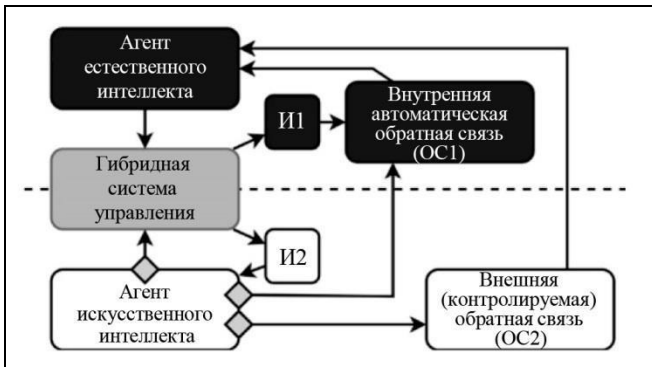 Агент
естественного
интеллекта
И1
Внутренняя
автоматическая
обратная связь
(ОС1)
Гибридная
система
управления
И2
Агент
искусственного
интеллекта
Внешняя
(контролируемая)
обратная связь
(ОС2)